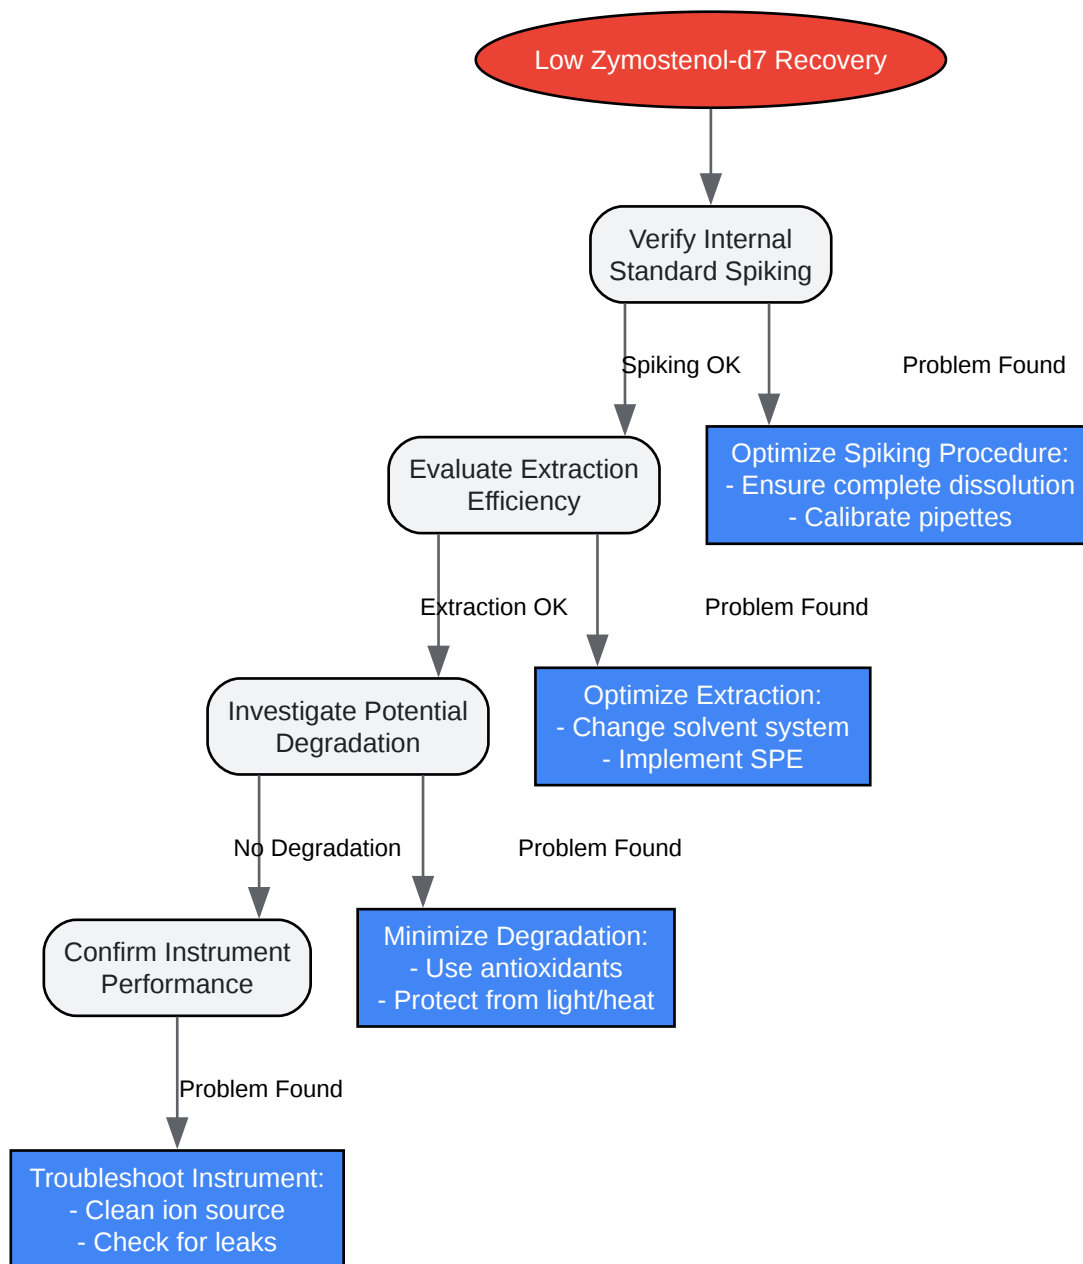 Low Zymostenol-d7 Recovery
Verify Internal
Standard Spiking
Spiking OK
Problem Found
Evaluate Extraction
Efficiency
Optimize Spiking Procedure:
- Ensure complete dissolution
- Calibrate pipettes
Extraction OK
Problem Found
Investigate Potential
Degradation
Optimize Extraction:
- Change solvent system
- Implement SPE
No Degradation
Problem Found
Confirm Instrument
Performance
Minimize Degradation:
- Use antioxidants
- Protect from light/heat
Problem Found
Troubleshoot Instrument:
- Clean ion source
- Check for leaks